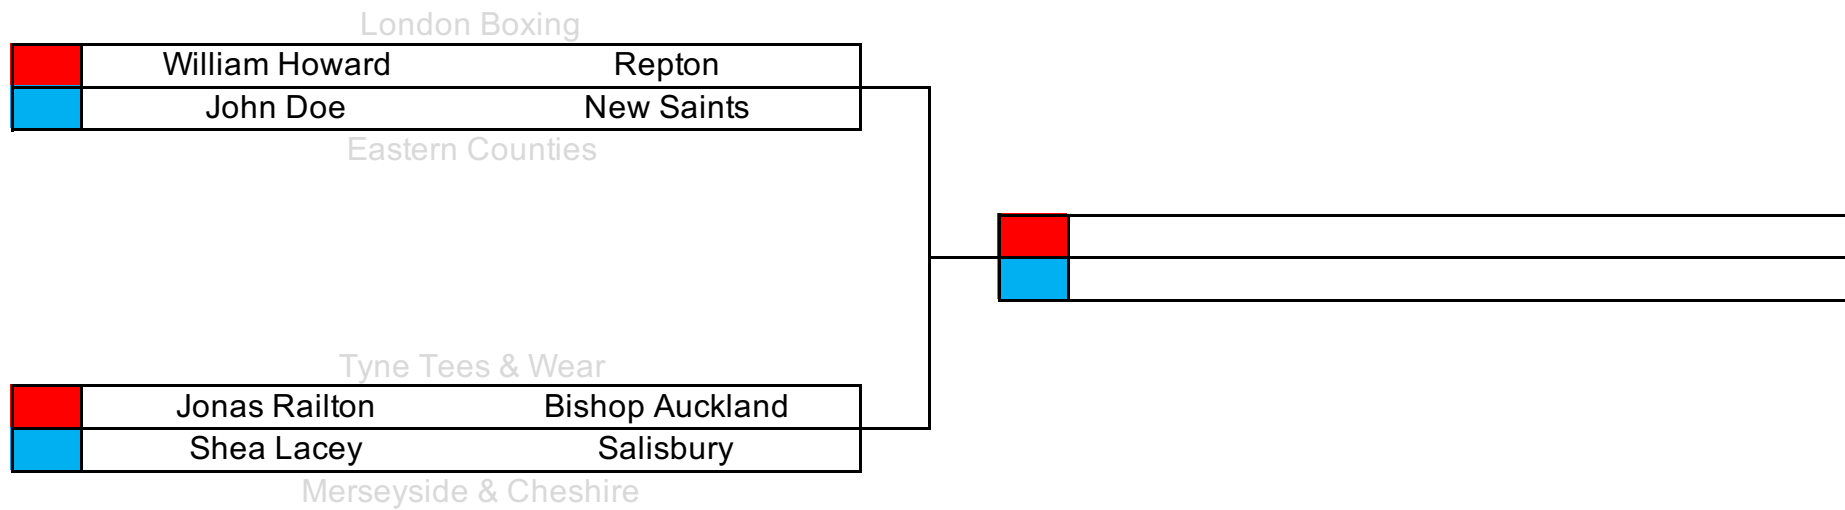 London Boxing
William Howard Repton
John Doe New Saints
Eastern Counties
Tyne Tees & Wear
Jonas Railton Bishop Auckland
Shea Lacey Salisbury
Merseyside & Cheshire